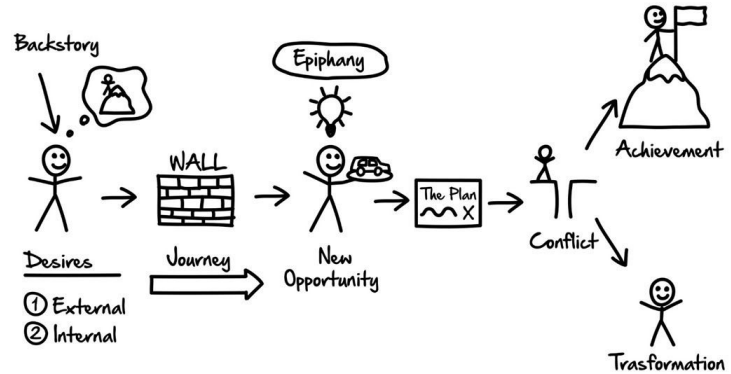 Backstory
Desires
① External
② Internal
WALL
Journey
Epiphany
New
Opportunity
The Plan
X
Conflict
Achievement
Trasformation